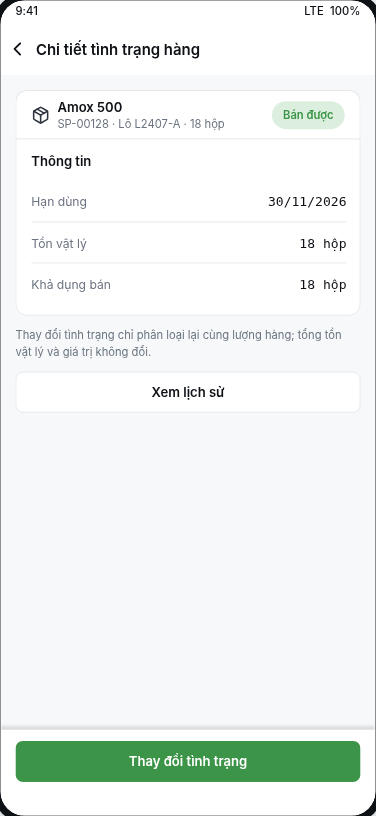 9:41
LTE 100%
Chi tiết tình trạng hàng
Amox 500
SP-00128 · Lô L2407-A · 18 hộp
Bán được
Thông tin
Hạn dùng
30/11/2026
Tồn vật lý
18 hộp
Khả dụng bán
18 hộp
Thay đổi tình trạng chỉ phân loại lại cùng lượng hàng; tổng tồn
vật lý và giá trị không đổi.
Xem lịch sử
Thay đổi tình trạng